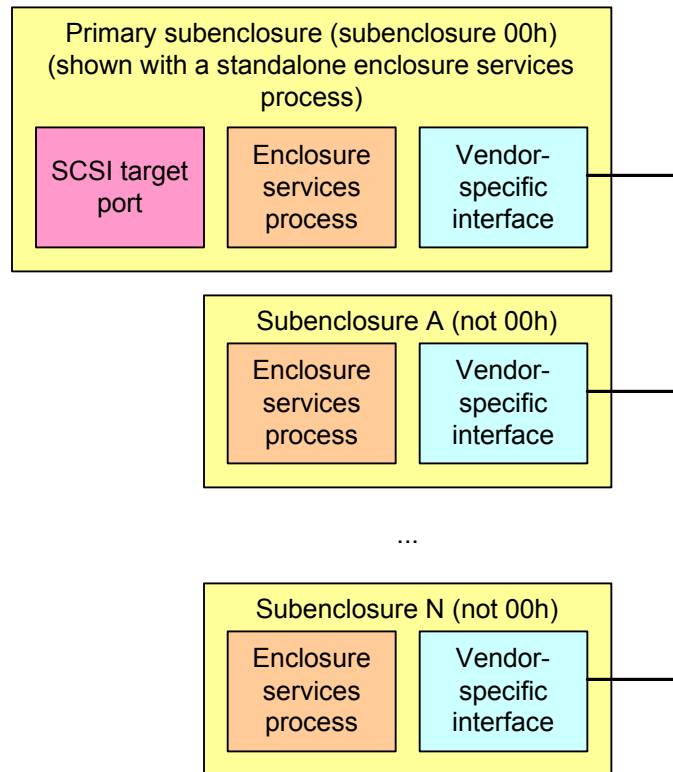 Primary subenclosure (subenclosure 00h)
(shown with a standalone enclosure services
process)
SCSI target
port
Enclosure
services
process
Vendor-
specific
interface
Subenclosure A (not 00h)
Enclosure
services
process
Vendor-
specific
interface
...
Subenclosure N (not 00h)
Enclosure
services
process
Vendor-
specific
interface